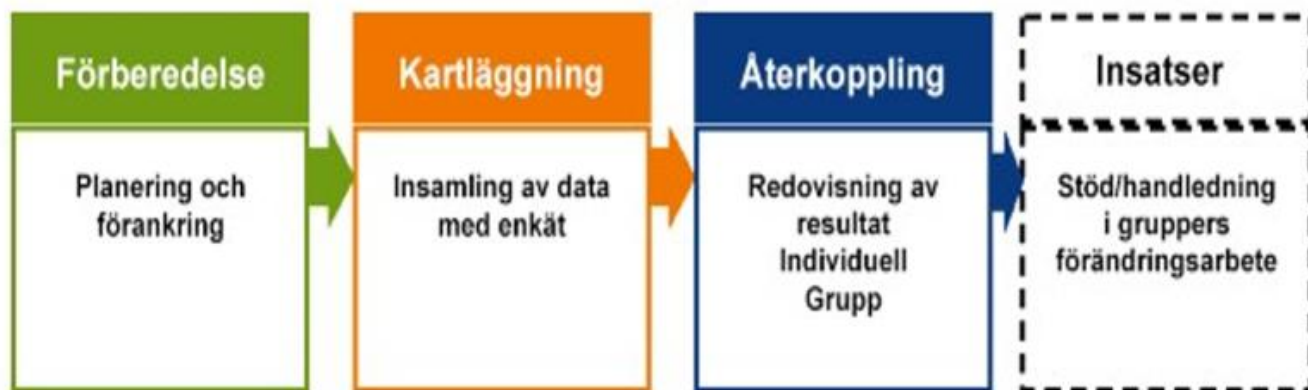 Förberedelse
Planering och
förankring
Kartläggning
Insamling av data
med enkät
Återkoppling
Redovisning av
resultat
Individuell
Grupp
Insatser
Stöd/handledning
i gruppers
förändringsarbete